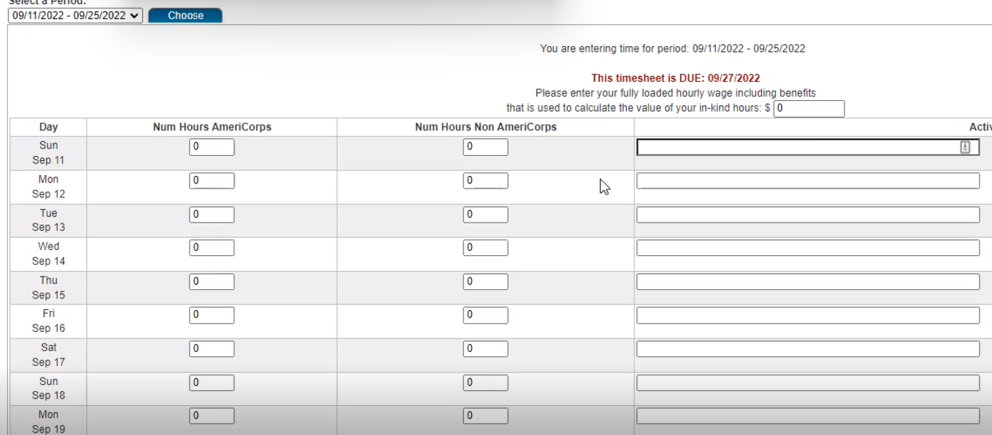 Select a Period:
09/11/2022 - 09/25/2022 Choose
You are entering time for period: 09/11/2022 - 09/25/2022
This timesheet is DUE: 09/27/2022
Please enter your fully loaded hourly wage including benefits
that is used to calculate the value of your in-kind hours: $ 0
Day Num Hours AmeriCorps Num Hours Non AmeriCorps Activ
Sun
Sep 11 0 0
Mon
Sep 12 0 0
Tue
Sep 13 0 0
Wed
Sep 14 0 0
Thu
Sep 15 0 0
Fri
Sep 16 0 0
Sat
Sep 17 0 0
Sun
Sep 18 0 0
Mon
Sep 19 0 0